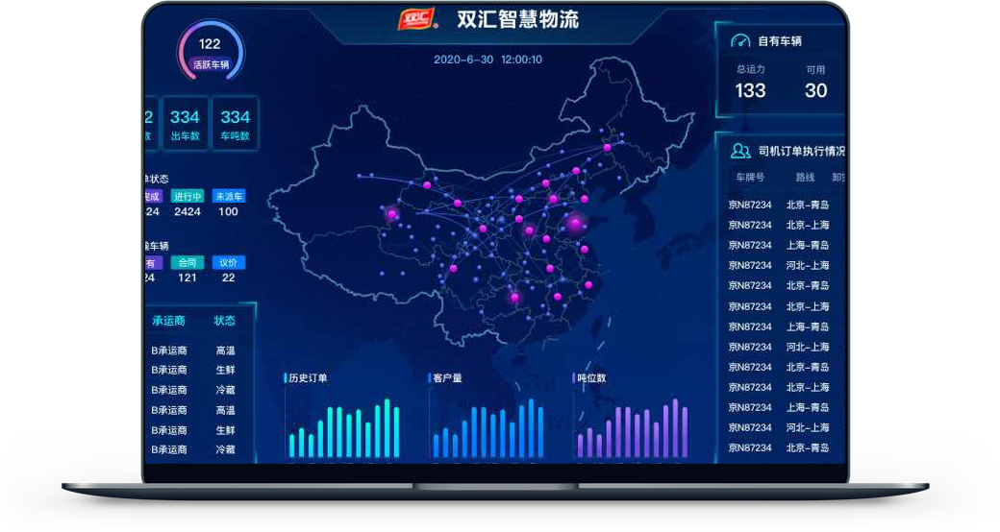 双汇
双汇智慧物流
2020-6-30 12:00:10
122
活跃车辆
2 334 334
数 出车数 车吨数
单状态
完成 进行中 未派车
24 2424 100
辆车辆
有 合同 议价
24 121 22
承运商 状态
B承运商 高温
B承运商 生鲜
B承运商 冷藏
B承运商 高温
B承运商 生鲜
B承运商 冷藏
历史订单
客户量
吨位数
自有车辆
总运力 可用
133 30
司机订单执行情况
车牌号 路线 卸
京N87234 北京-青岛
京N87234 北京-上海
京N87234 上海-青岛
京N87234 河北-上海
京N87234 北京-青岛
京N87234 北京-上海
京N87234 上海-青岛
京N87234 河北-上海
京N87234 北京-青岛
京N87234 北京-上海
京N87234 上海-青岛
京N87234 河北-上海
京N87234 北京-青岛